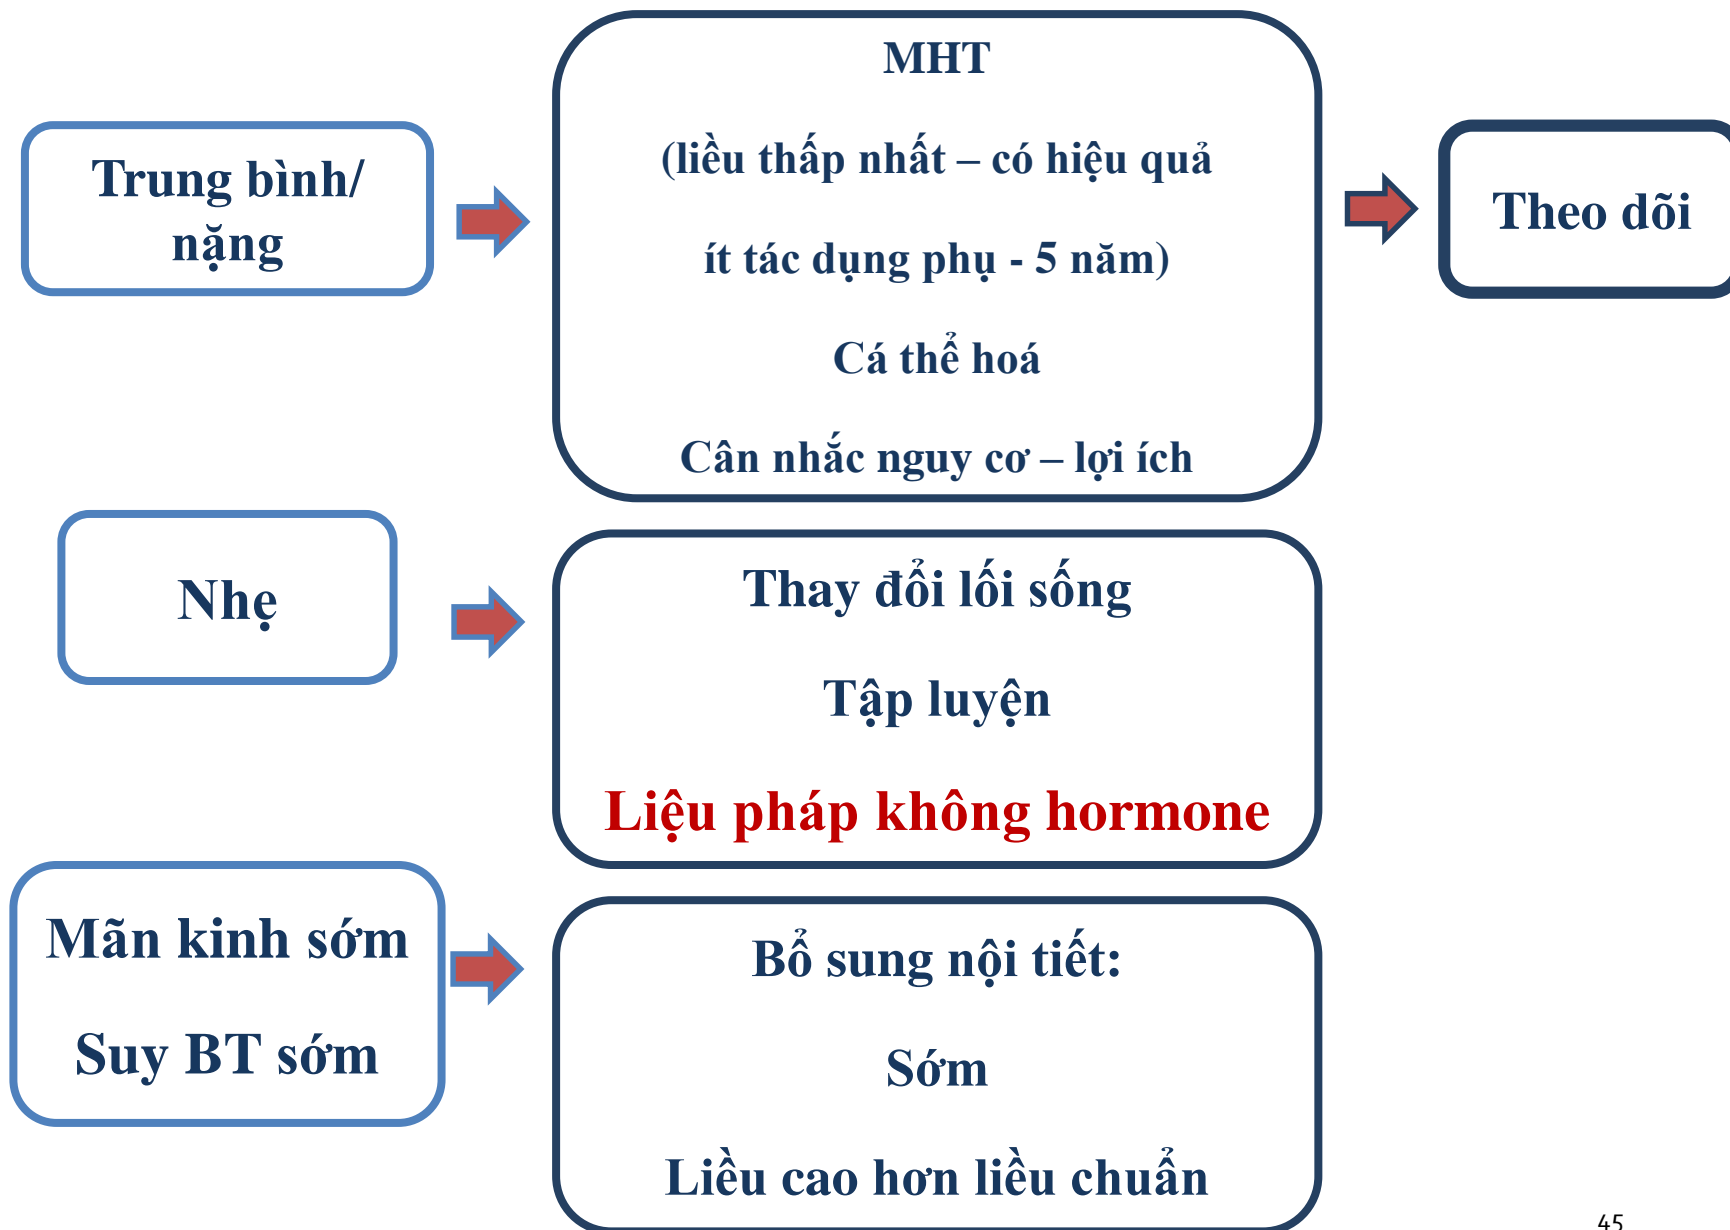 Trung bình/
nặng
MHT
(liều thấp nhất – có hiệu quả
ít tác dụng phụ - 5 năm)
Cá thể hoá
Cân nhắc nguy cơ – lợi ích
Theo dõi
Nhẹ
Thay đổi lối sống
Tập luyện
Liệu pháp không hormone
Mãn kinh sớm
Suy BT sớm
Bổ sung nội tiết:
Sớm
Liều cao hơn liều chuẩn
45